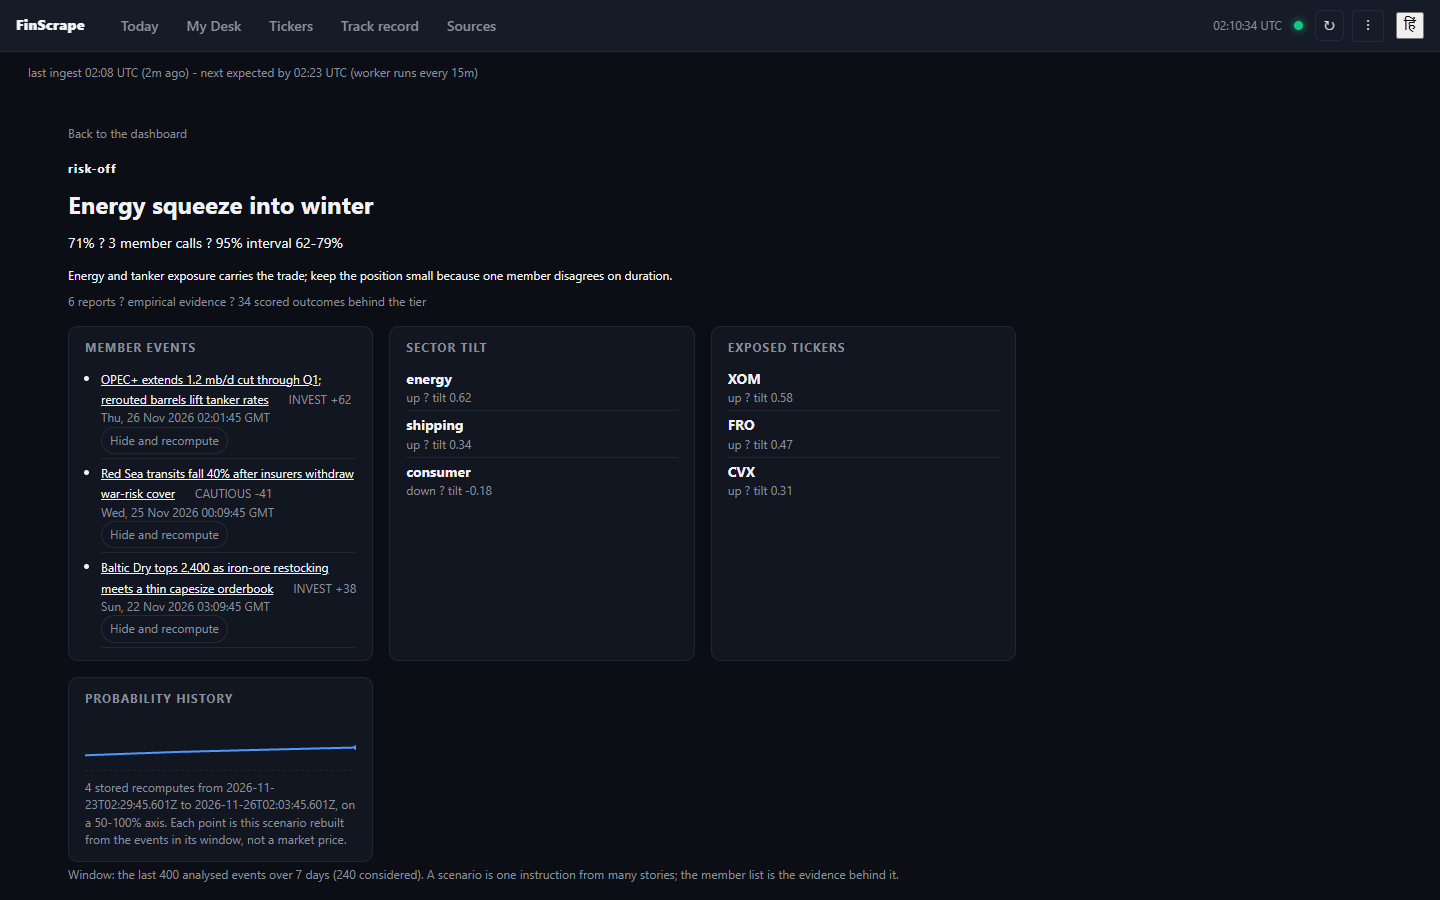 FinScrape Today My Desk Tickers Track record Sources 02:10:34 UTC ↻ ⋮ हिं
last ingest 02:08 UTC (2m ago) - next expected by 02:23 UTC (worker runs every 15m)
Back to the dashboard
risk-off
Energy squeeze into winter
71% ? 3 member calls ? 95% interval 62-79%
Energy and tanker exposure carries the trade; keep the position small because one member disagrees on duration.
6 reports ? empirical evidence ? 34 scored outcomes behind the tier
MEMBER EVENTS
OPEC+ extends 1.2 mb/d cut through Q1;
rerouted barrels lift tanker rates INVEST +62
Thu, 26 Nov 2026 02:01:45 GMT
Hide and recompute
Red Sea transits fall 40% after insurers withdraw
war-risk cover CAUTIOUS -41
Wed, 25 Nov 2026 00:09:45 GMT
Hide and recompute
Baltic Dry tops 2,400 as iron-ore restocking
meets a thin capesize orderbook INVEST +38
Sun, 22 Nov 2026 03:09:45 GMT
Hide and recompute
SECTOR TILT
energy
up ? tilt 0.62
shipping
up ? tilt 0.34
consumer
down ? tilt -0.18
EXPOSED TICKERS
XOM
up ? tilt 0.58
FRO
up ? tilt 0.47
CVX
up ? tilt 0.31
PROBABILITY HISTORY
4 stored recomputes from 2026-11-
23T02:29:45.601Z to 2026-11-26T02:03:45.601Z, on
a 50-100% axis. Each point is this scenario rebuilt
from the events in its window, not a market price.
Window: the last 400 analysed events over 7 days (240 considered). A scenario is one instruction from many stories; the member list is the evidence behind it.